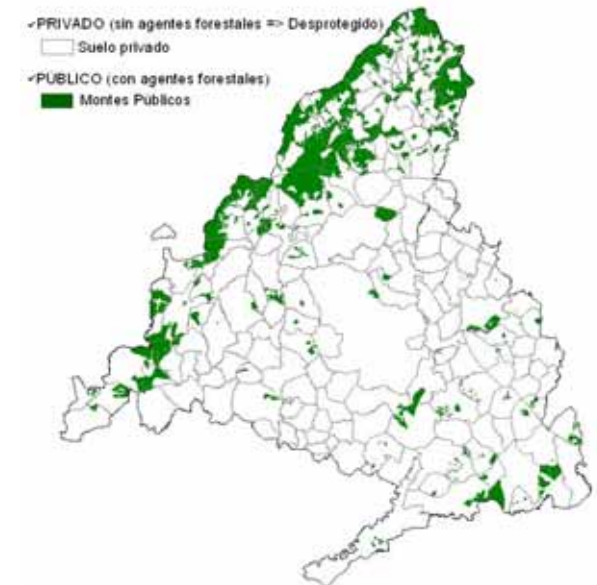 ✓PRIVADO (sin agentes forestales => Desprotegido)
Suelo privado
✓PÚBLICO (con agentes forestales)
Montes Públicos